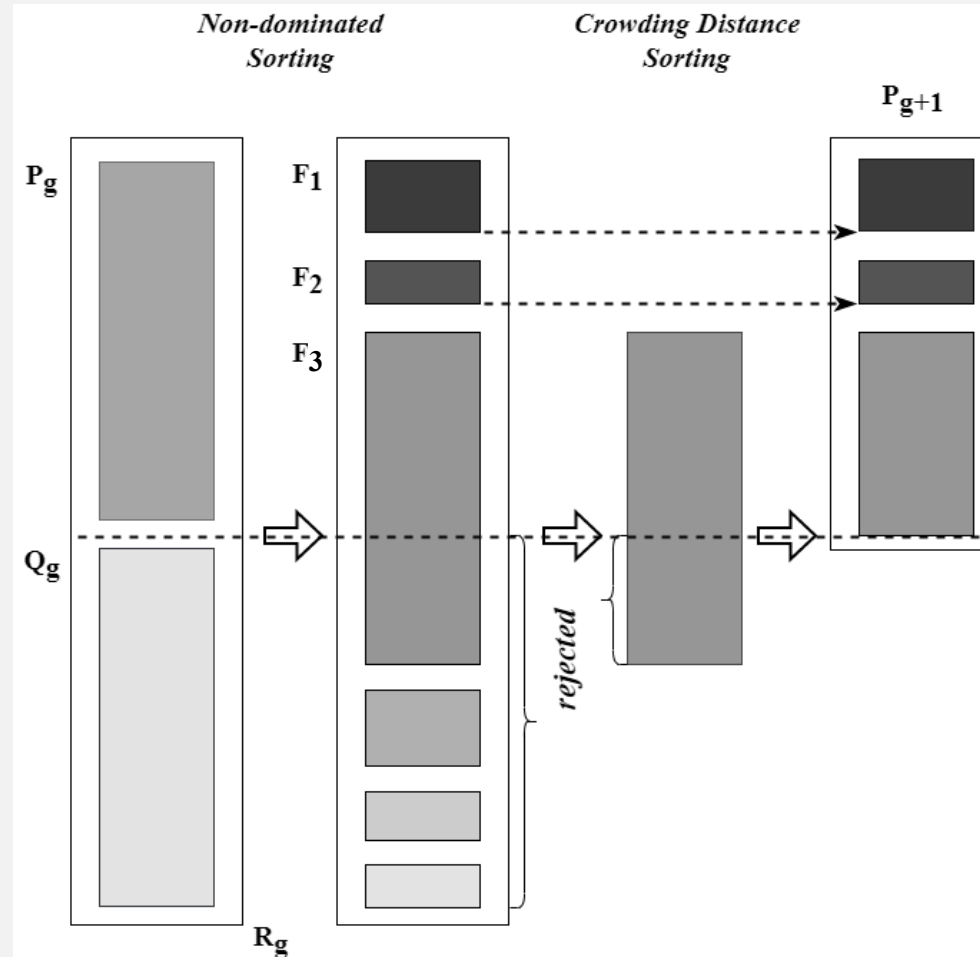 Non-dominated
Sorting
Crowding Distance
Sorting
Pg+1
Pg
F1
F2
F3
Qg
rejected
Rg